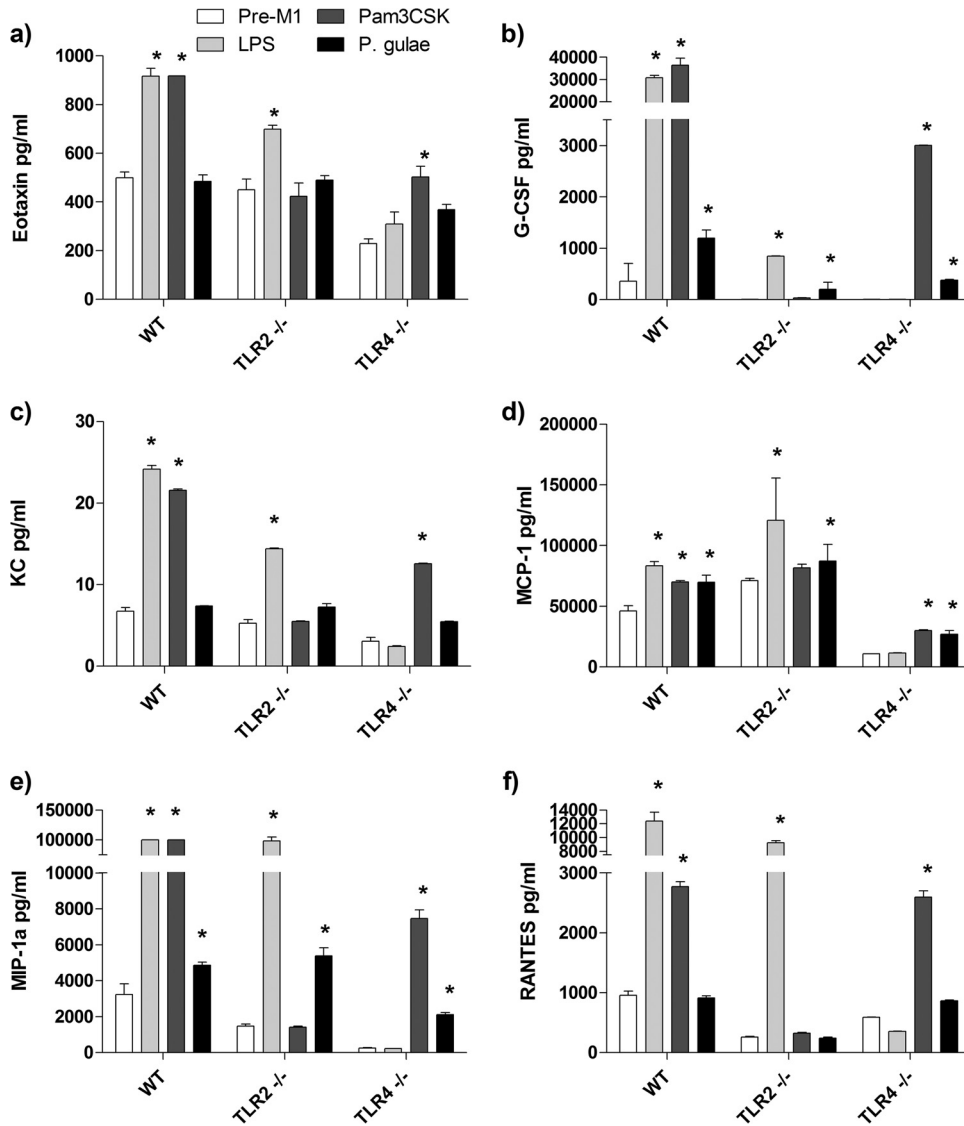 Pre-M1 Pam3CSK
LPS P. gulae
a)
Eotaxin pg/ml
1000
800
600
400
200
0
* *
*
*
WT
TLR2 -/-
TLR4 -/-
b)
G-CSF pg/ml
40000
30000
20000
3000
2000
1000
0
* *
*
* *
* *
WT
TLR2 -/-
TLR4 -/-
c)
KC pg/ml
30
20
10
0
* *
*
*
WT
TLR2 -/-
TLR4 -/-
d)
MCP-1 pg/ml
200000
150000
100000
50000
0
* * *
* *
* *
WT
TLR2 -/-
TLR4 -/-
e)
MIP-1a pg/ml
150000
100000
10000
8000
6000
4000
2000
0
* * *
* *
* *
WT
TLR2 -/-
TLR4 -/-
f)
RANTES pg/ml
14000
12000
10000
8000
3000
2000
1000
0
* *
*
*
WT
TLR2 -/-
TLR4 -/-